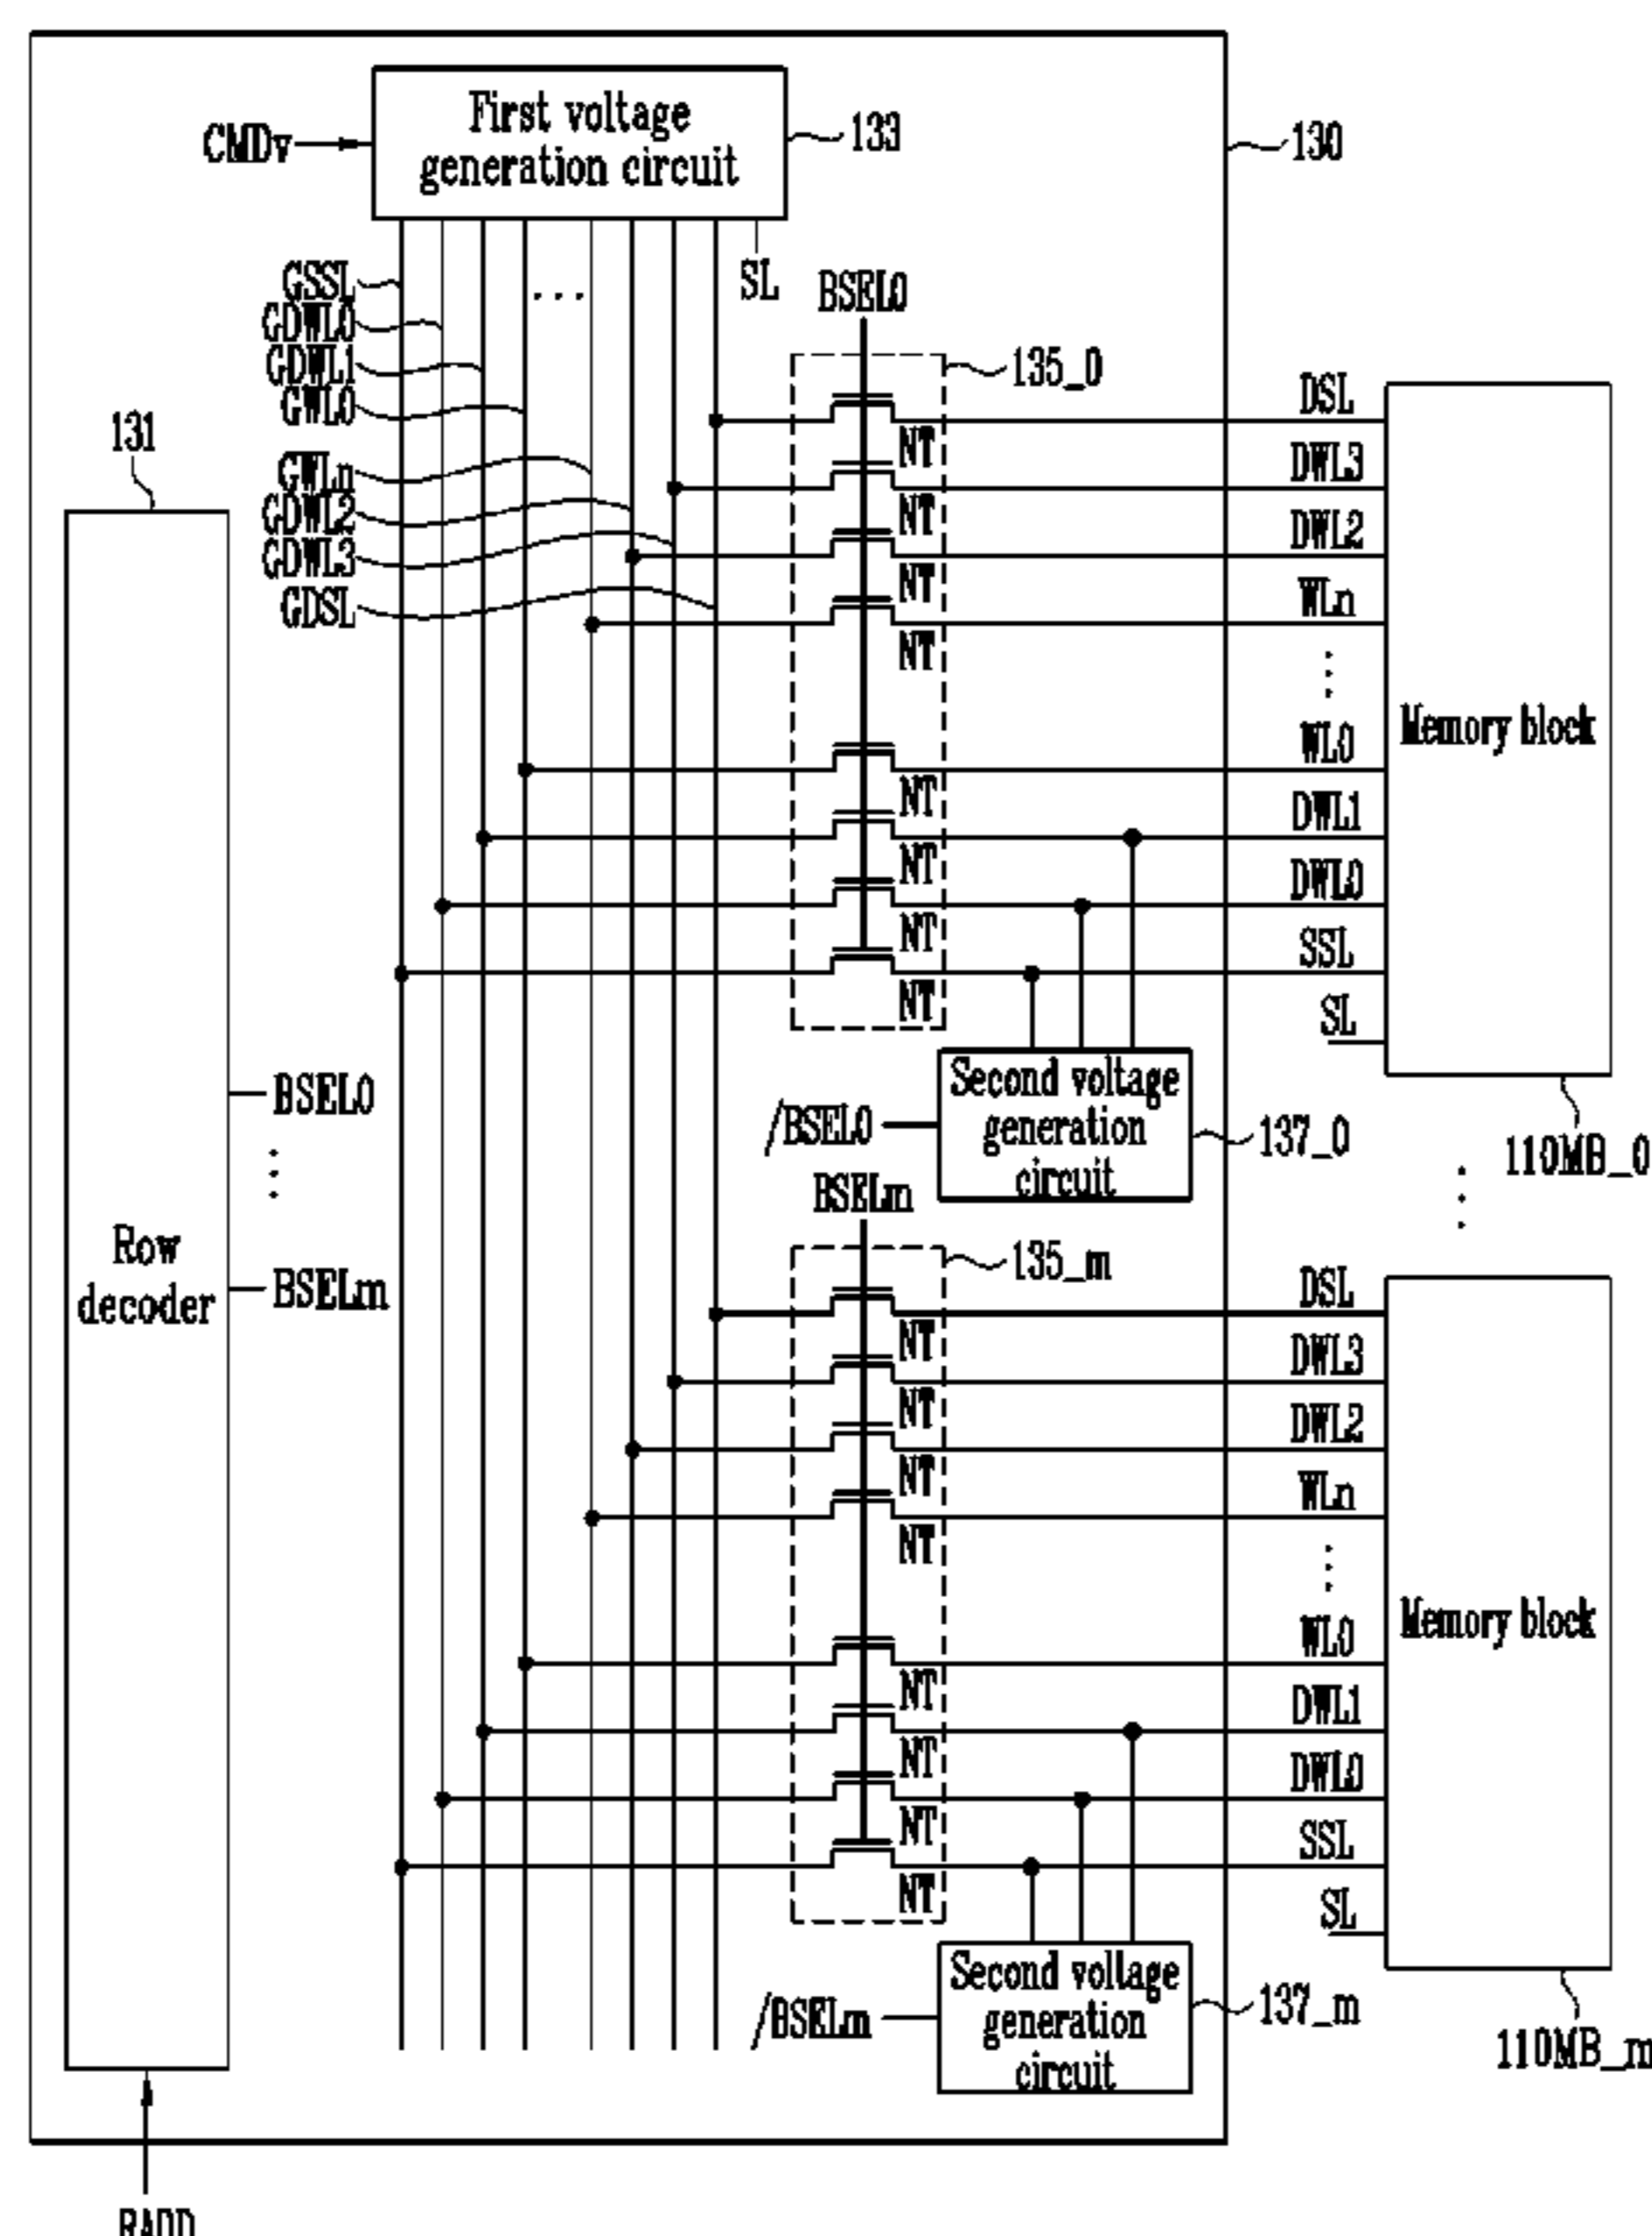 First voltage
generation circuit
CMDv
133
130
GSSL
GDWL0
GDWL1
GWL0
GWLn
GDWL2
GDWL3
GDSL
...
SL
BSEL0
135_0
131
Row
decoder
BSEL0
BSELm
RADD
NT
NT
NT
NT
NT
NT
NT
NT
DSL
DWL3
DWL2
WLn
WL0
DWL1
DWL0
SSL
SL
Memory block
110MB_0
/BSEL0
Second voltage
generation
circuit
137_0
BSELm
135_m
NT
NT
NT
NT
NT
NT
NT
NT
DSL
DWL3
DWL2
WLn
WL0
DWL1
DWL0
SSL
SL
Memory block
110MB_m
/BSELm
Second voltage
generation
circuit
137_m